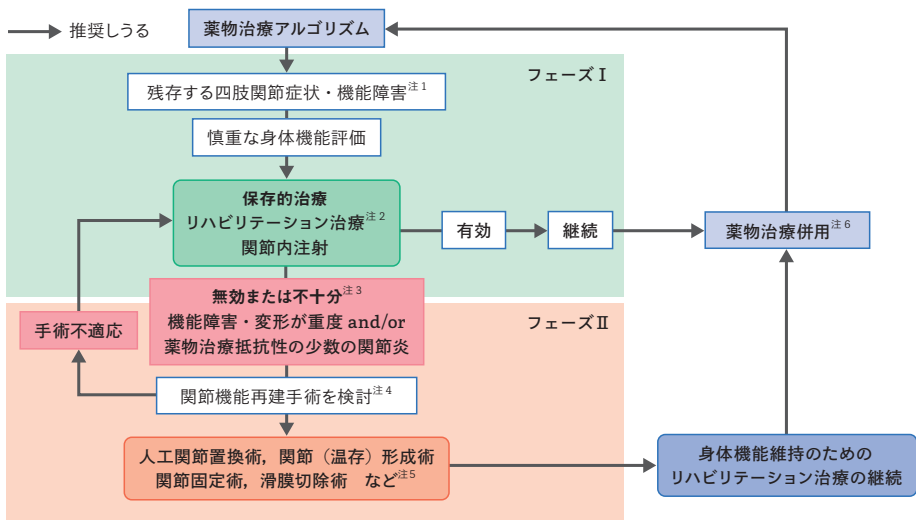 推奨しうる
薬物治療アルゴリズム
フェーズⅠ
残存する四肢関節症状・機能障害注1
慎重な身体機能評価
保存的治療
リハビリテーション治療注2
関節内注射
有効
継続
薬物治療併用注6
無効または不十分注3
機能障害・変形が重度 and/or
薬物治療抵抗性の少数の関節炎
フェーズⅡ
手術不適応
関節機能再建手術を検討注4
人工関節置換術,関節(温存)形成術
関節固定術,滑膜切除術 など注5
身体機能維持のための
リハビリテーション治療の継続